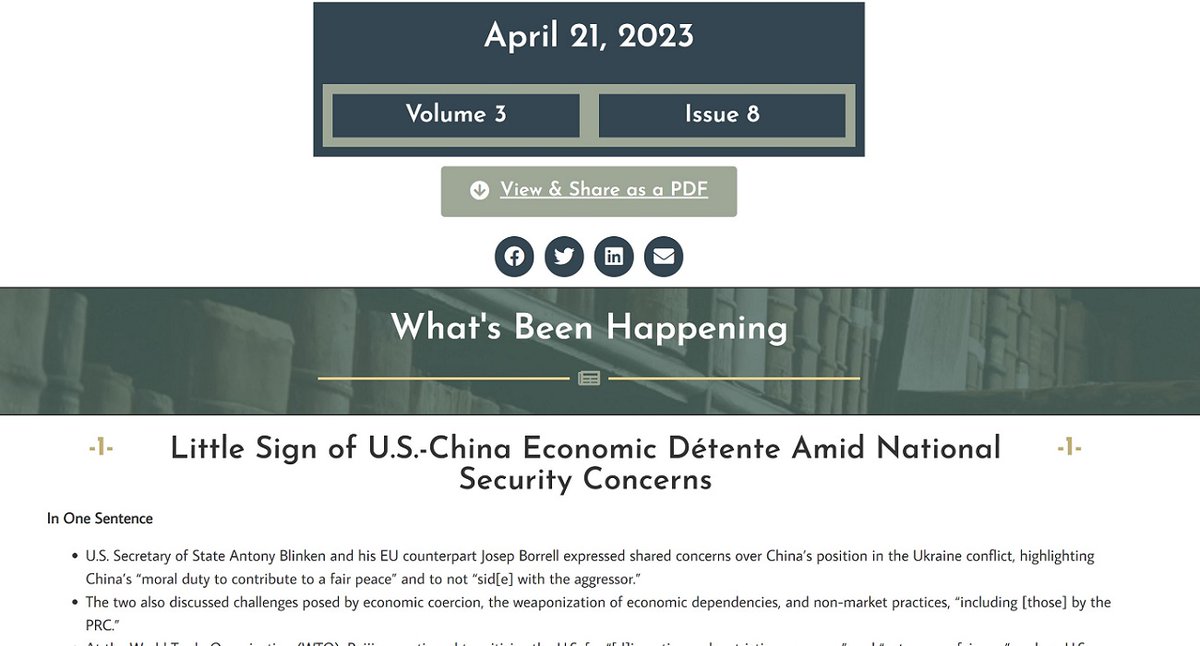 April 21, 2023
Volume 3
Issue 8
View & Share as a PDF
What's Been Happening
-1- Little Sign of U.S.-China Economic Détente Amid National -1-
Security Concerns
In One Sentence
• U.S. Secretary of State Antony Blinken and his EU counterpart Josep Borrell expressed shared concerns over China’s position in the Ukraine conflict, highlighting
China’s “moral duty to contribute to a fair peace” and to not “sid[e] with the aggressor.”
• The two also discussed challenges posed by economic coercion, the weaponization of economic dependencies, and non-market practices, “including [those] by the
PRC.”